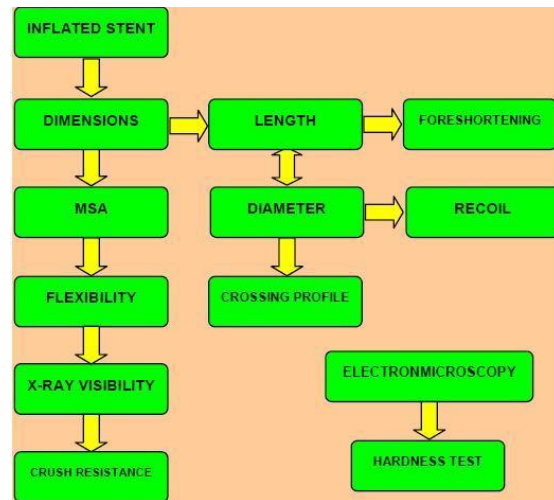 INFLATED STENT
DIMENSIONS
LENGTH
FORESHORTENING
MSA
DIAMETER
RECOIL
FLEXIBILITY
CROSSING PROFILE
X-RAY VISIBILITY
ELECTRONMICROSCOPY
CRUSH RESISTANCE
HARDNESS TEST